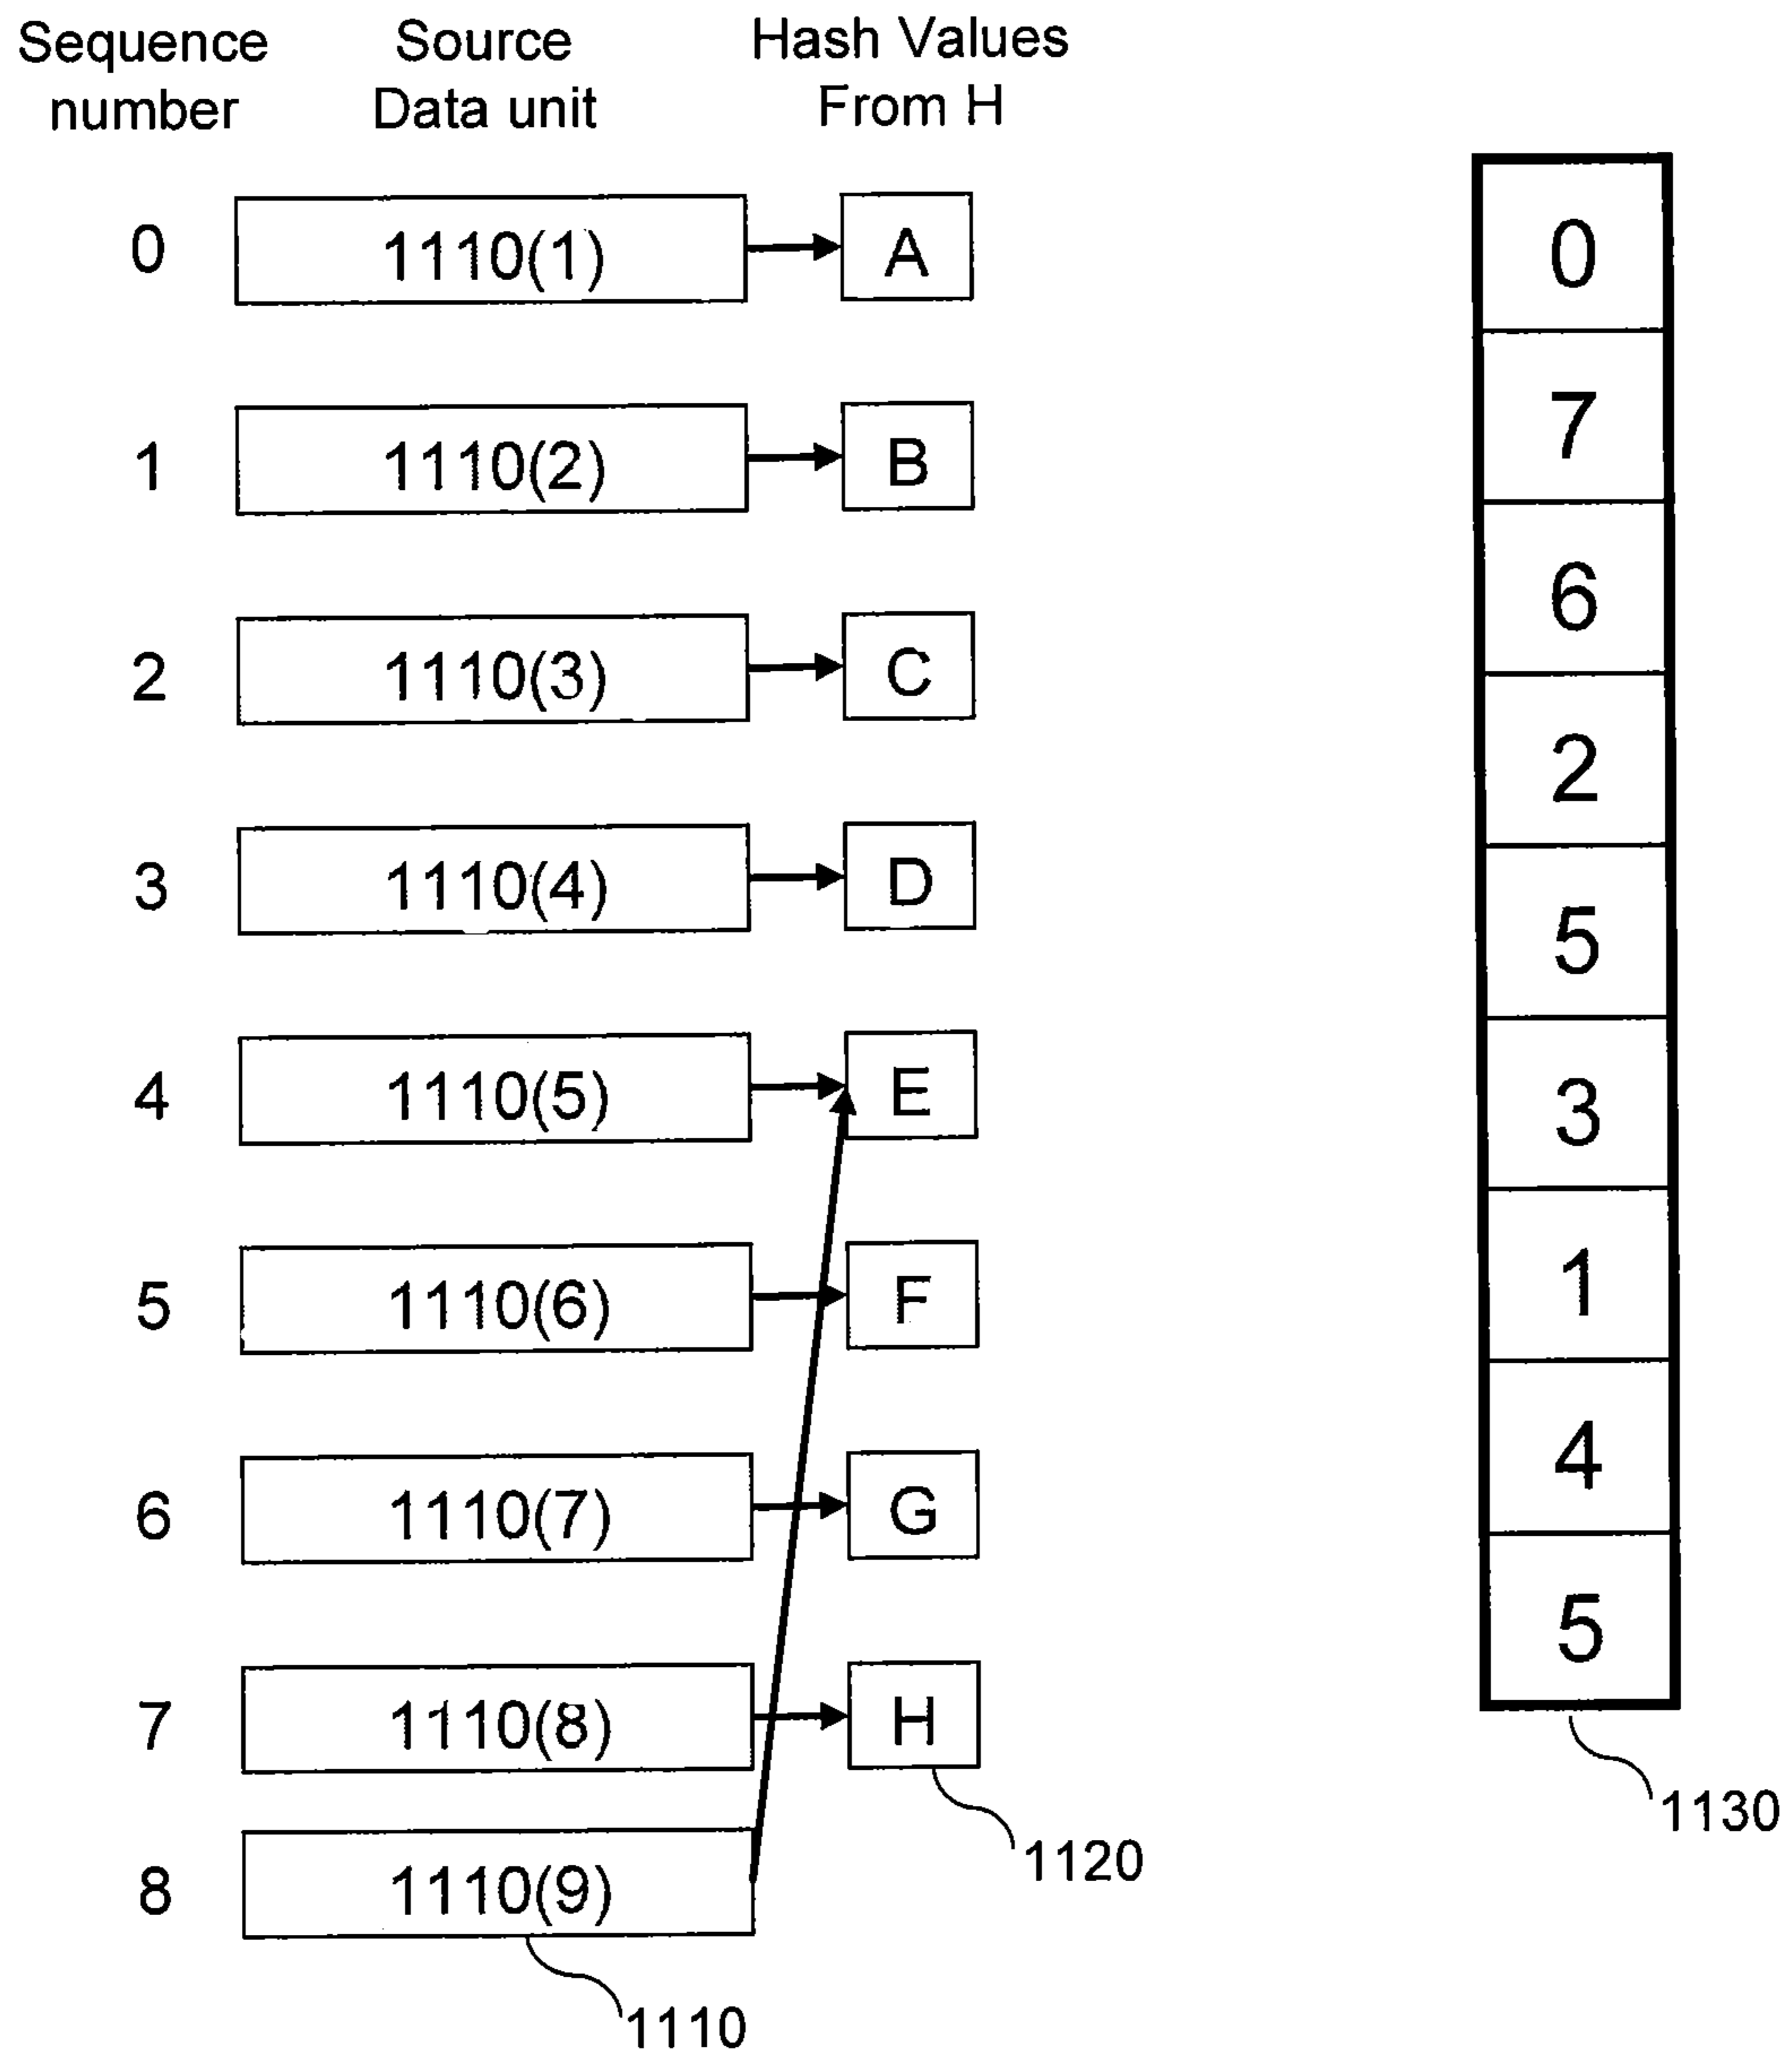 Sequence number
Source Data unit
Hash Values From H
0 1110(1) A
1 1110(2) B
2 1110(3) C
3 1110(4) D
4 1110(5) E
5 1110(6) F
6 1110(7) G
7 1110(8) H
8 1110(9)
1110
1120
0
7
6
2
5
3
1
4
5
1130